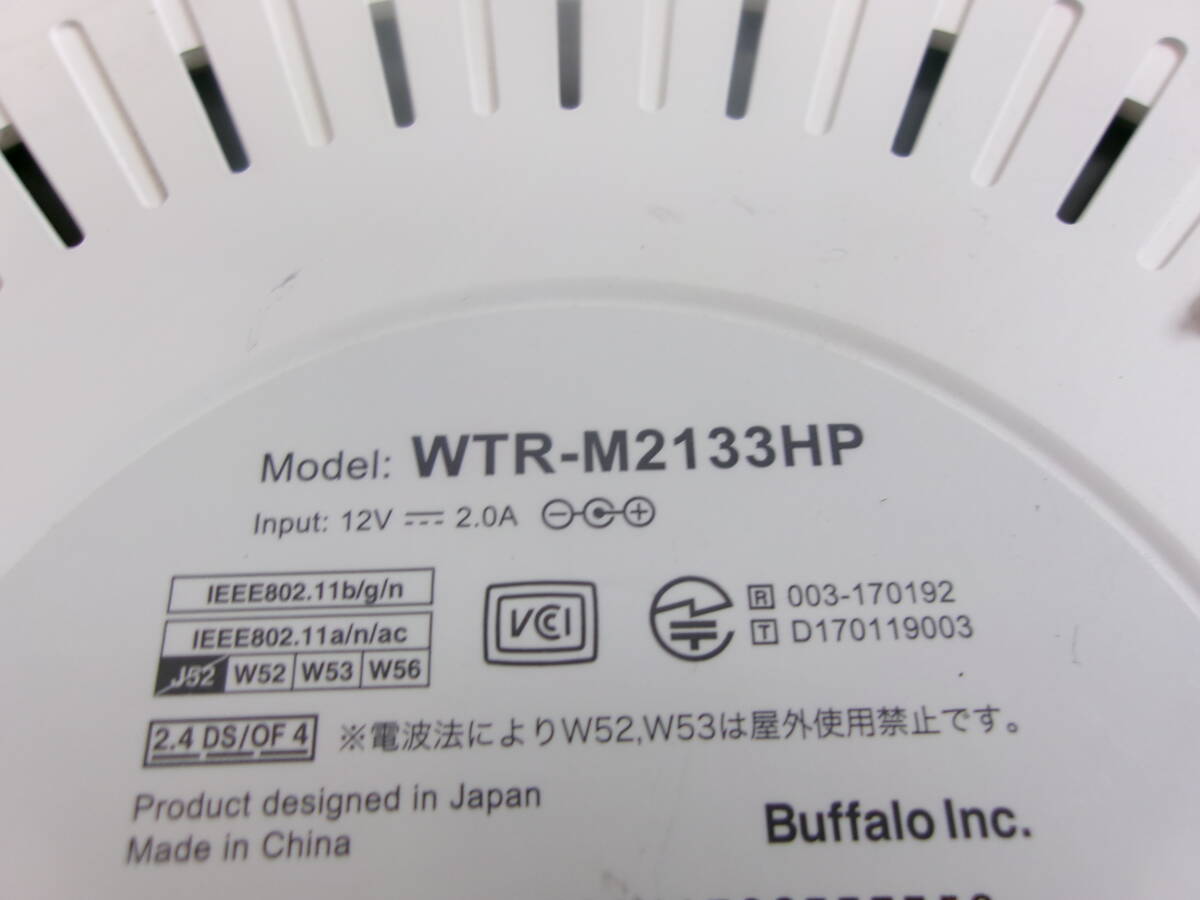 Model: WTR-M2133HP
Input: 12V ⎓ 2.0A
IEEE802.11b/g/n
IEEE802.11a/n/ac
J52 W52 W53 W56
VCCI
R 003-170192
T D170119003
2.4 DS/OF 4 ※電波法によりW52,W53は屋外使用禁止です。
Product designed in Japan
Made in China
Buffalo Inc.